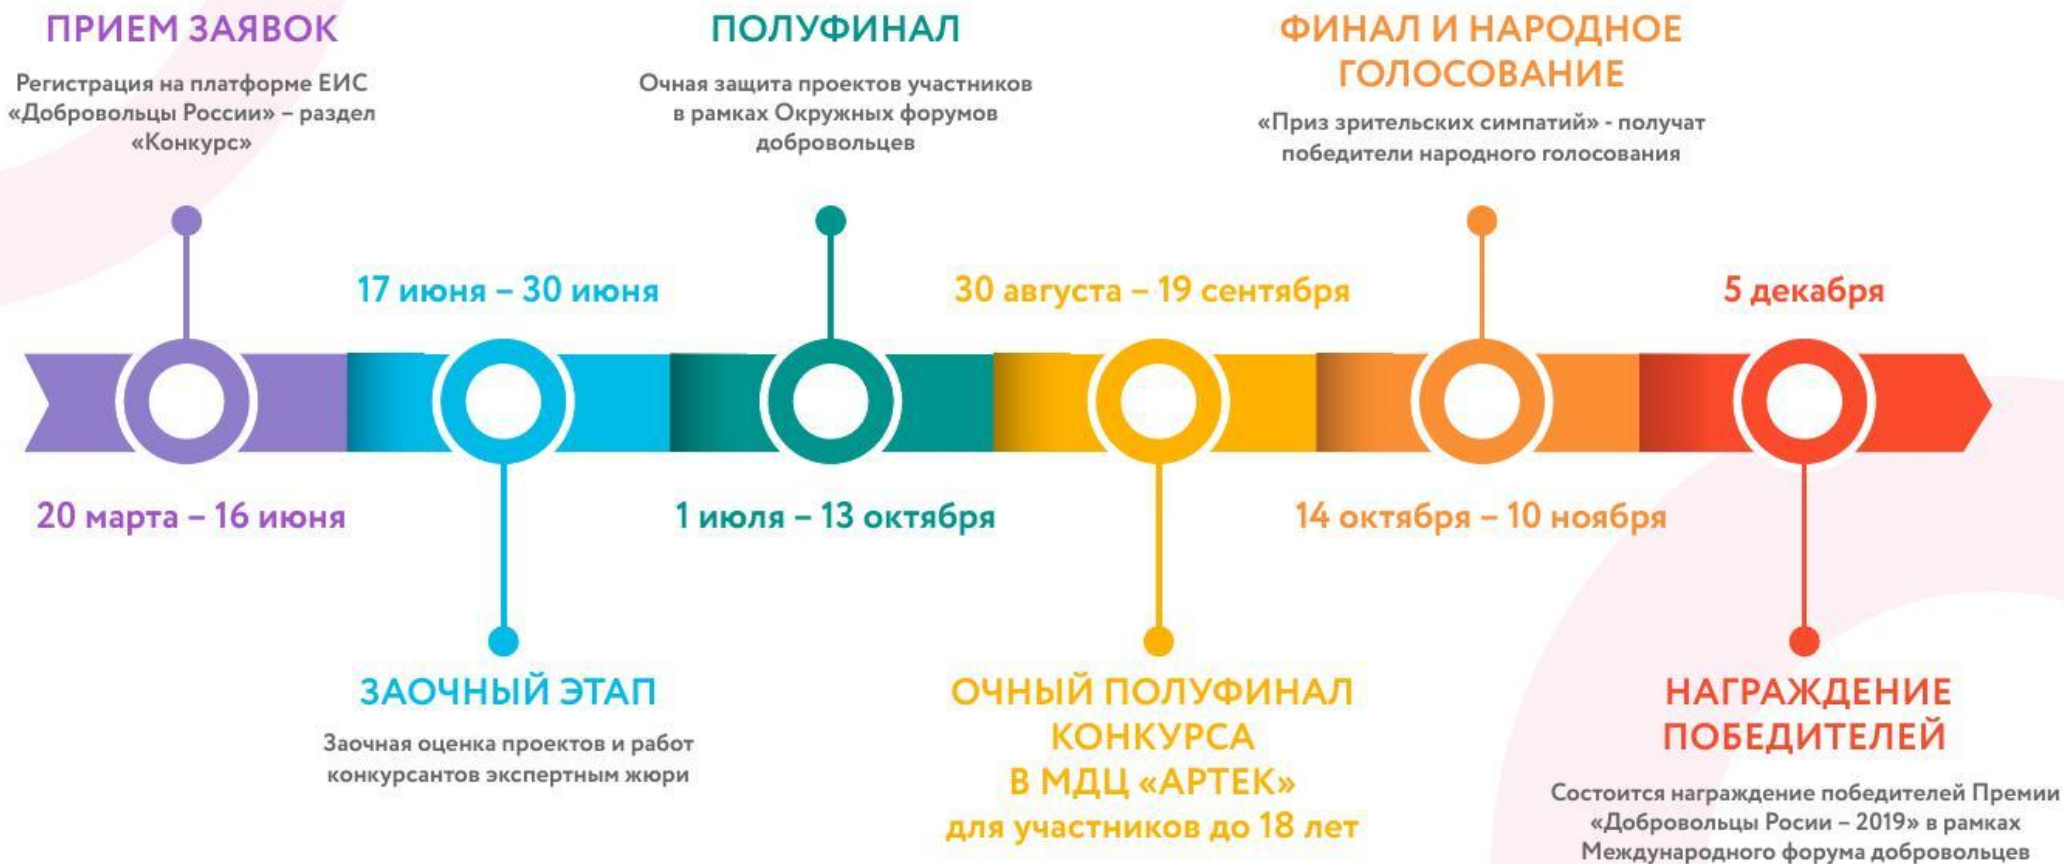 ПРИЕМ ЗАЯВОК
Регистрация на платформе ЕИС
«Добровольцы России» – раздел
«Конкурс»
20 марта – 16 июня
17 июня – 30 июня
ЗАОЧНЫЙ ЭТАП
Заочная оценка проектов и работ
конкурсантов экспертным жюри
ПОЛУФИНАЛ
Очная защита проектов участников
в рамках Окружных форумов
добровольцев
1 июля – 13 октября
30 августа – 19 сентября
ОЧНЫЙ ПОЛУФИНАЛ
КОНКУРСА
В МДЦ «АРТЕК»
для участников до 18 лет
ФИНАЛ И НАРОДНОЕ
ГОЛОСОВАНИЕ
«Приз зрительских симпатий» - получат
победители народного голосования
14 октября – 10 ноября
5 декабря
НАГРАЖДЕНИЕ
ПОБЕДИТЕЛЕЙ
Состоится награждение победителей Премии
«Добровольцы Росии – 2019» в рамках
Международного форума добровольцев